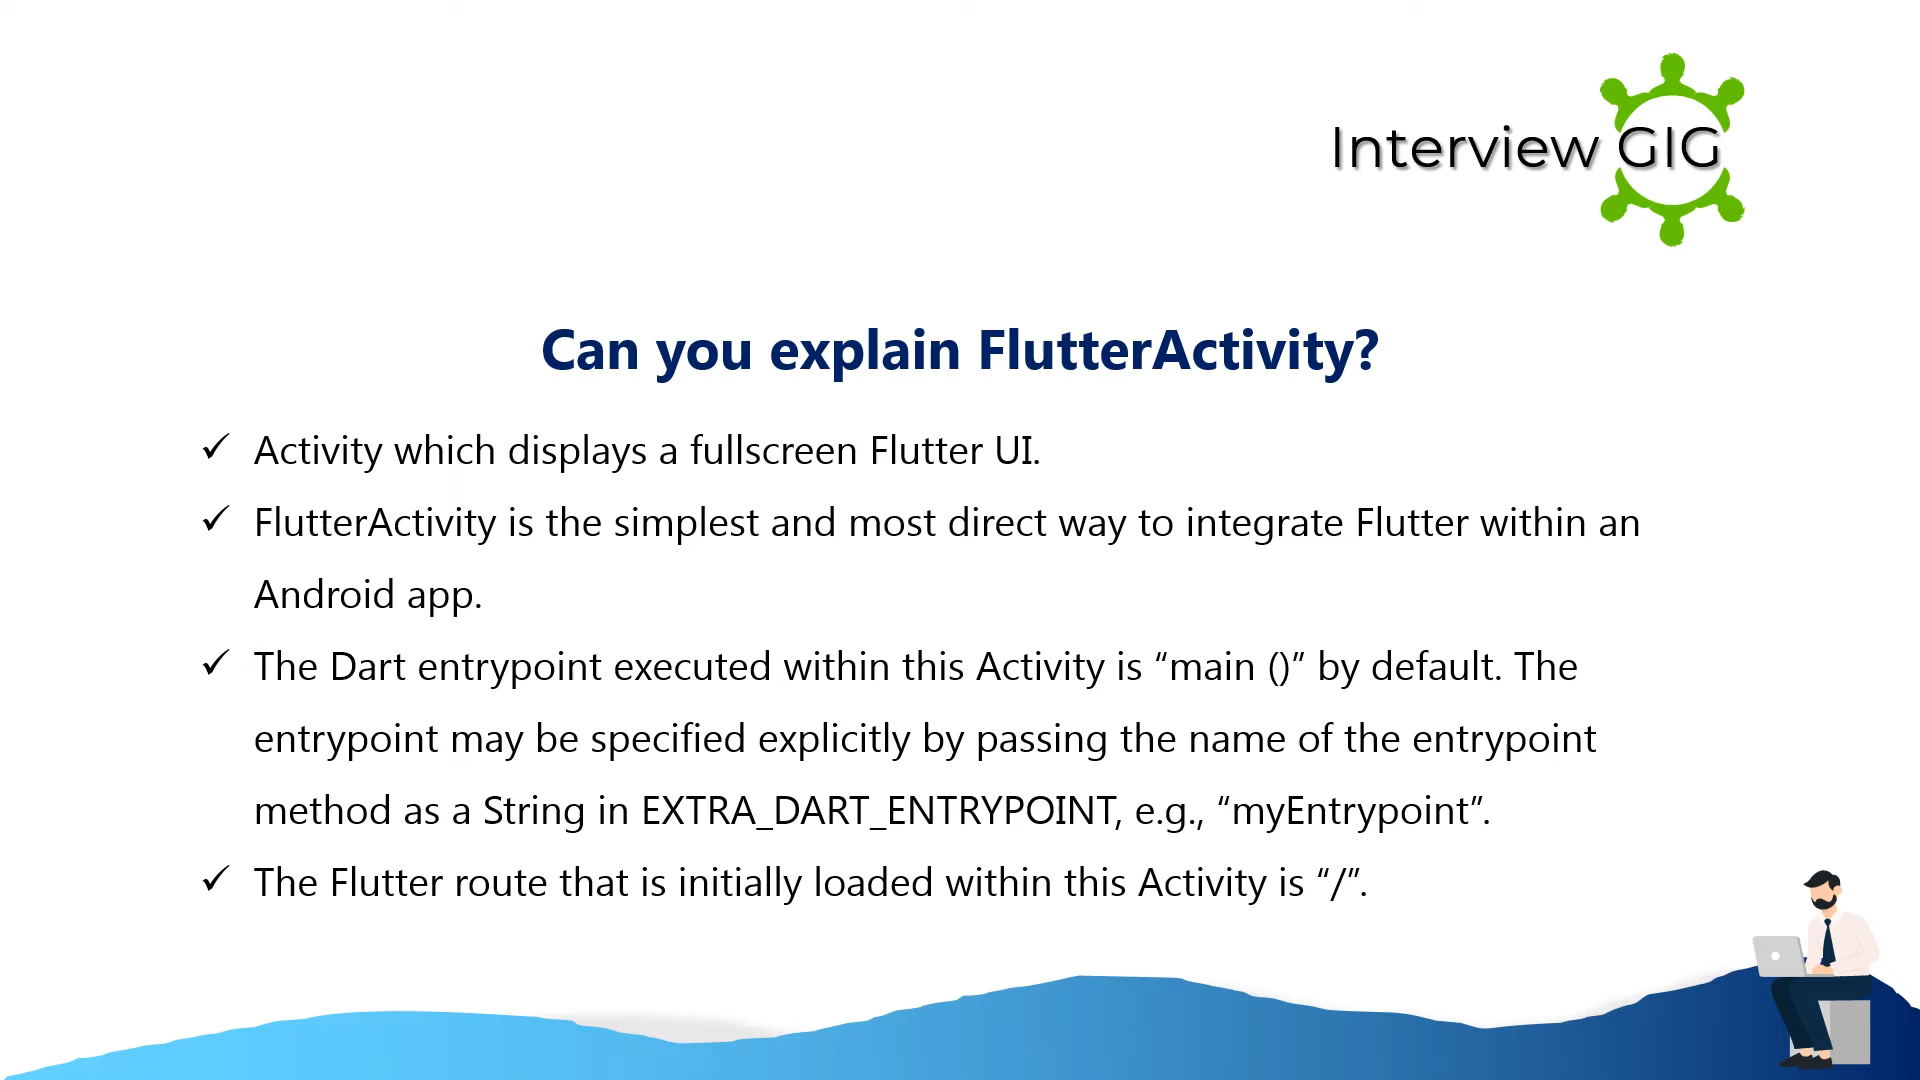 Interview GIG
Can you explain FlutterActivity?
✓ Activity which displays a fullscreen Flutter UI.
✓ FlutterActivity is the simplest and most direct way to integrate Flutter within an
Android app.
✓ The Dart entrypoint executed within this Activity is “main ()” by default. The
entrypoint may be specified explicitly by passing the name of the entrypoint
method as a String in EXTRA_DART_ENTRYPOINT, e.g., “myEntrypoint”.
✓ The Flutter route that is initially loaded within this Activity is “/”.